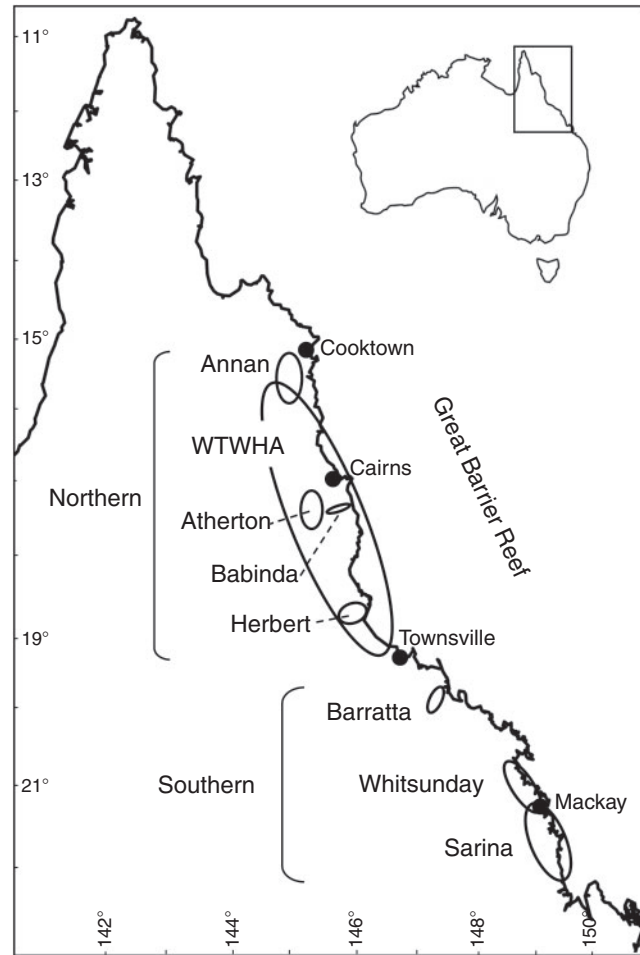 11°
13°
15°
Cooktown
Annan
WTWHA
Great Barrier Reef
Cairns
Northern
Atherton
Babinda
Herbert
19°
Townsville
Barratta
Southern
Whitsunday
21°
Mackay
Sarina
142°
144°
146°
148°
150°